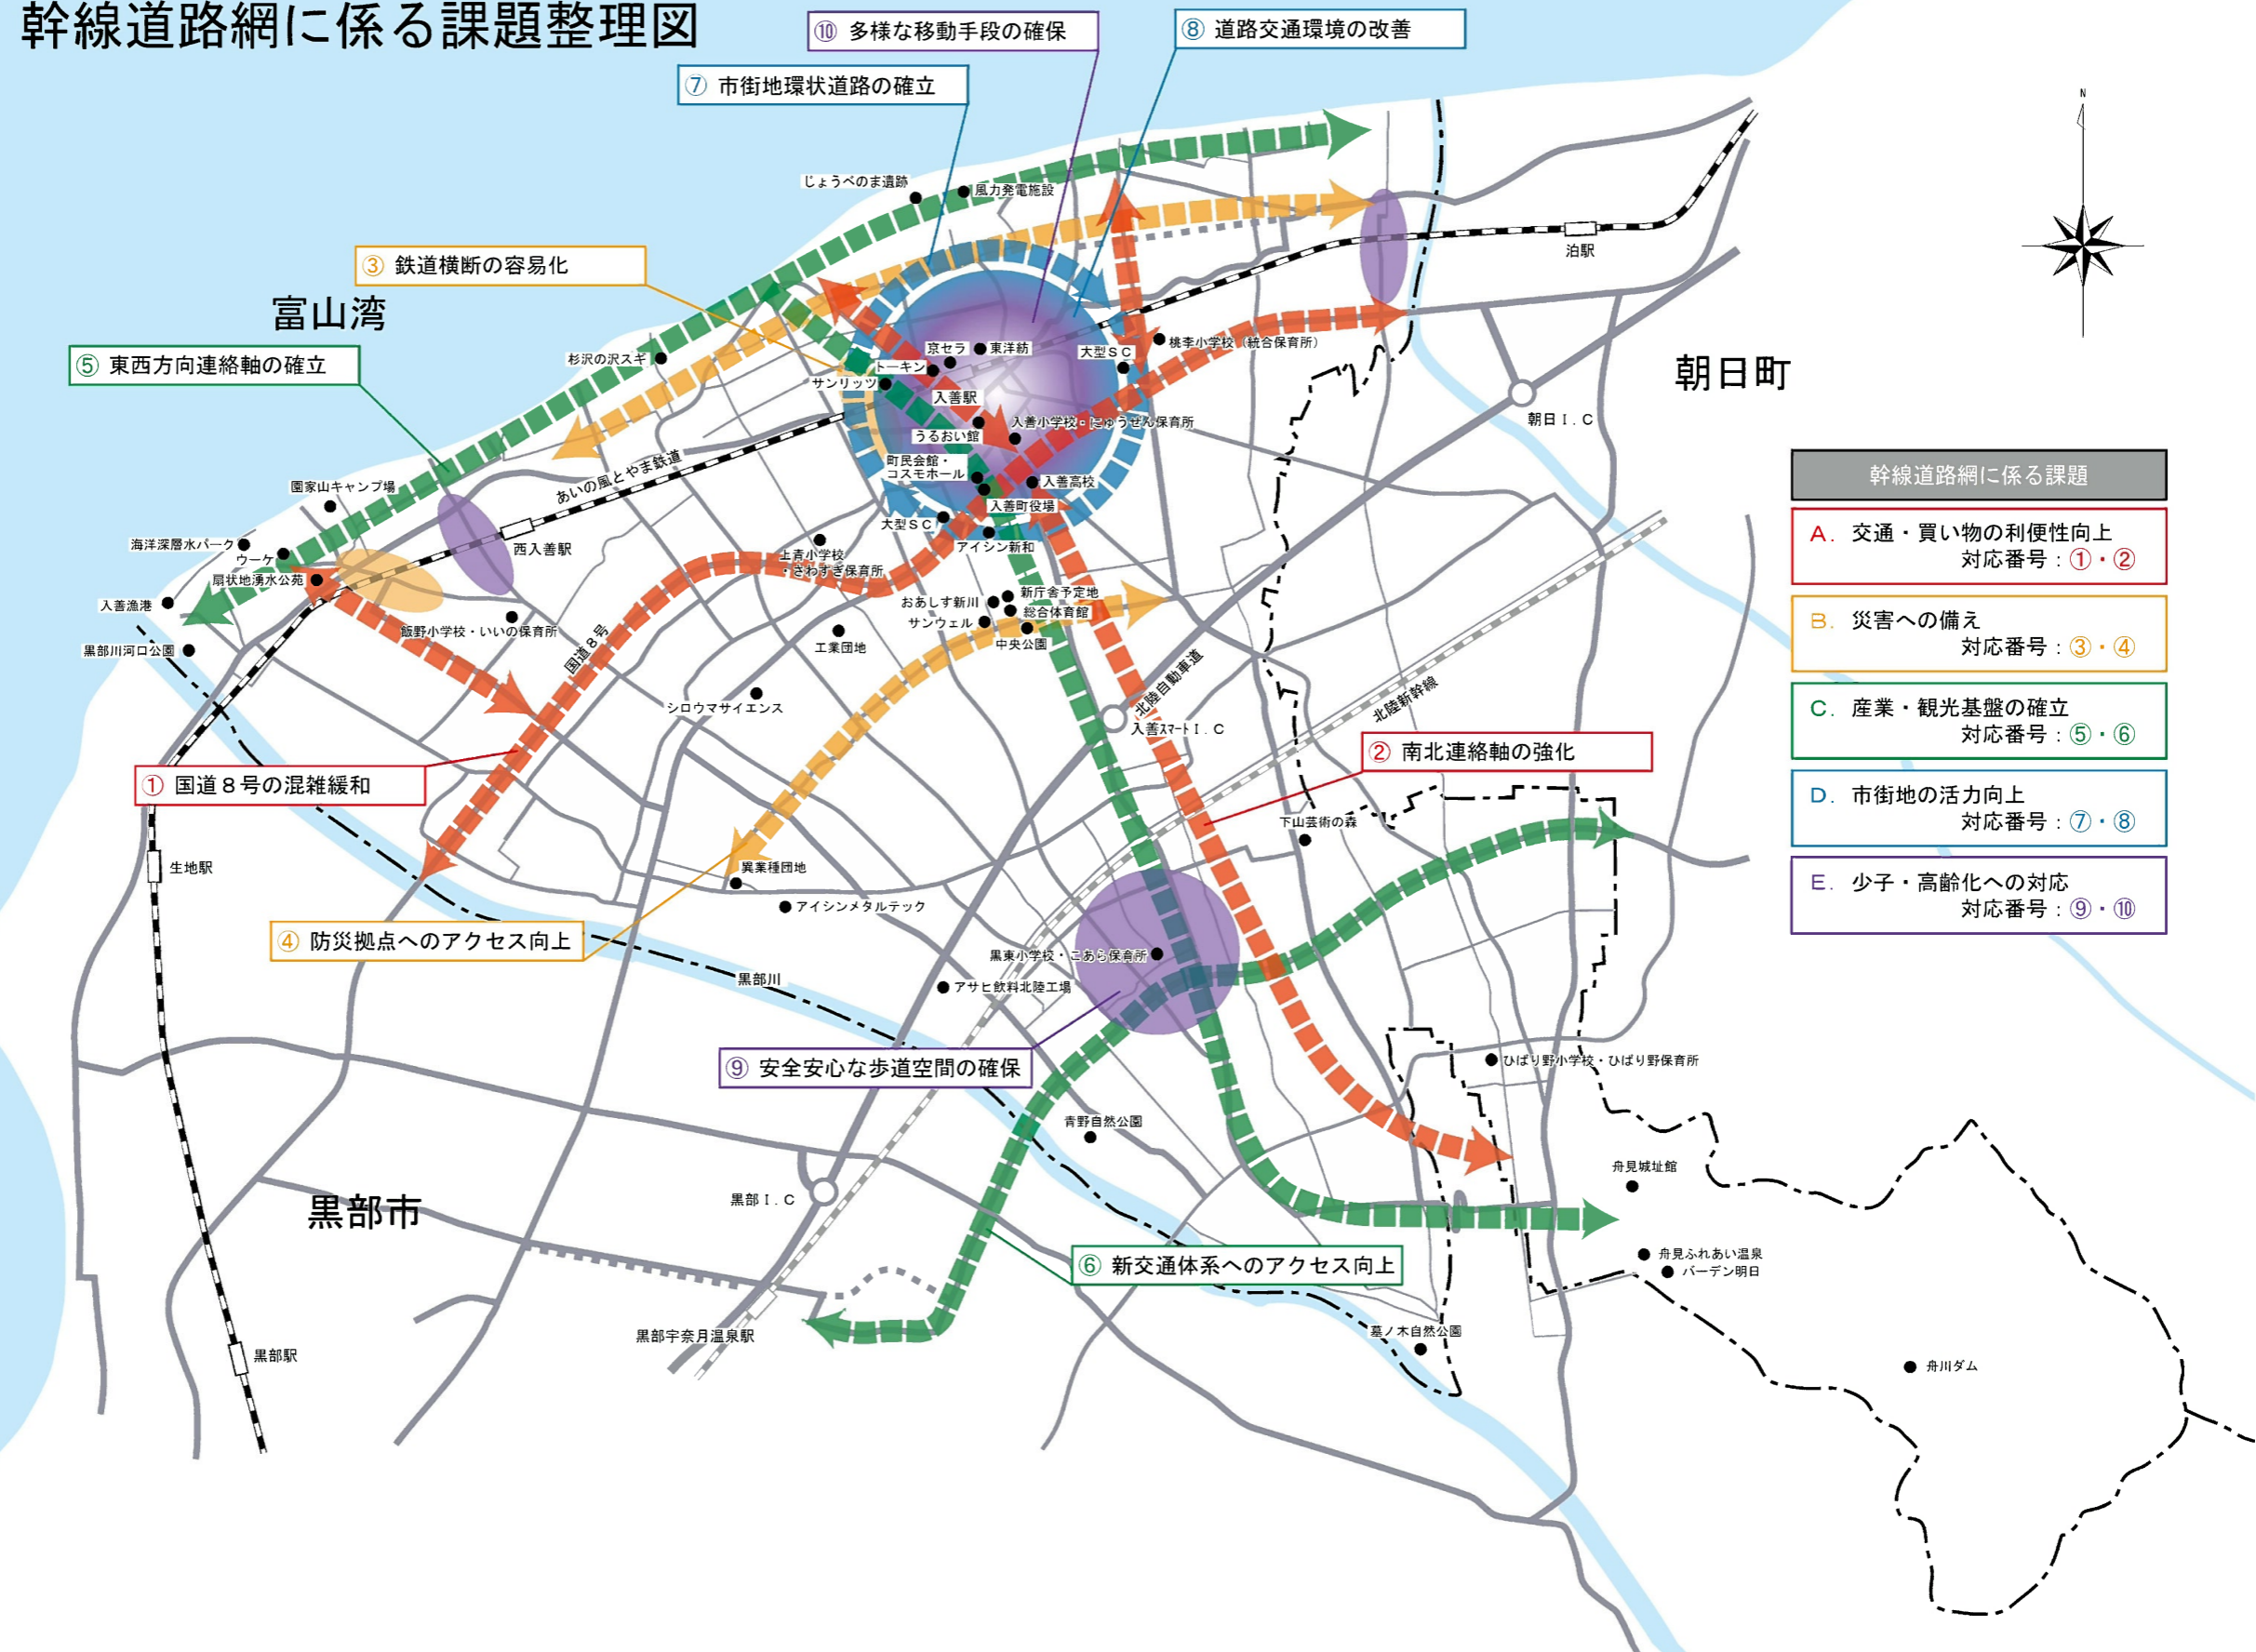 幹線道路網に係る課題整理図
⑩ 多様な移動手段の確保
⑧ 道路交通環境の改善
⑦ 市街地環状道路の確立
N
じょうべのま遺跡
風力発電施設
③ 鉄道横断の容易化
泊駅
富山湾
⑤ 東西方向連絡軸の確立
杉沢の沢スギ
京セラ
東洋紡
大型ＳＣ
桃李小学校（統合保育所）
トーキン
サンリッツ
入善駅
朝日町
朝日Ｉ.Ｃ
うるおい館
入善小学校・にゅうぜん保育所
町民会館・
コスモホール
入善高校
入善町役場
あいの風とやま鉄道
園家山キャンプ場
大型ＳＣ
アイシン新和
西入善駅
海洋深層水パーク
ウーケ
扇状地湧水公苑
上青小学校
・さわすぎ保育所
入善漁港
飯野小学校・いいの保育所
黒部川河口公園
国道８号
おあしす新川
新庁舎予定地
総合体育館
サンウェル
中央公園
工業団地
シロウマサイエンス
北陸自動車道
北陸新幹線
入善ｽﾏｰﾄＩ.Ｃ
幹線道路網に係る課題
Ａ. 交通・買い物の利便性向上
対応番号：①・②
Ｂ. 災害への備え
対応番号：③・④
Ｃ. 産業・観光基盤の確立
対応番号：⑤・⑥
Ｄ. 市街地の活力向上
対応番号：⑦・⑧
Ｅ. 少子・高齢化への対応
対応番号：⑨・⑩
① 国道８号の混雑緩和
② 南北連絡軸の強化
下山芸術の森
生地駅
異業種団地
アイシンメタルテック
④ 防災拠点へのアクセス向上
黒部川
黒東小学校・こあら保育所
アサヒ飲料北陸工場
⑨ 安全安心な歩道空間の確保
ひばり野小学校・ひばり野保育所
青野自然公園
舟見城址館
黒部市
黒部Ｉ.Ｃ
⑥ 新交通体系へのアクセス向上
舟見ふれあい温泉
バーデン明日
黒部宇奈月温泉駅
墓ノ木自然公園
黒部駅
舟川ダム